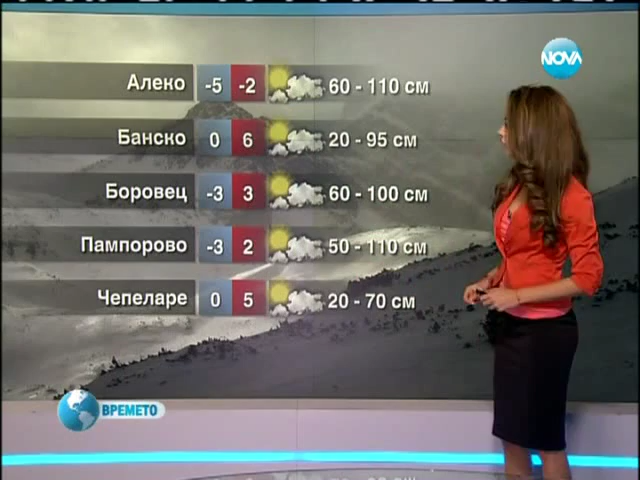 NOVA
Алеко -5 -2 60 - 110 см
Банско 0 6 20 - 95 см
Боровец -3 3 60 - 100 см
Пампорово -3 2 50 - 110 см
Чепеларе 0 5 20 - 70 см
ВРЕМЕТО